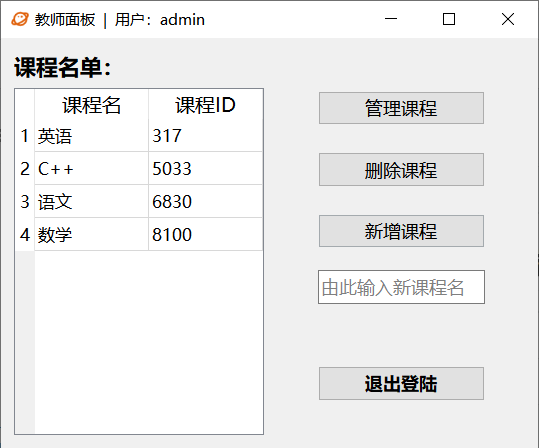 教师面板 | 用户：admin
课程名单：
课程名 课程ID
1 英语 317
2 C++ 5033
3 语文 6830
4 数学 8100
管理课程
删除课程
新增课程
由此输入新课程名
退出登陆